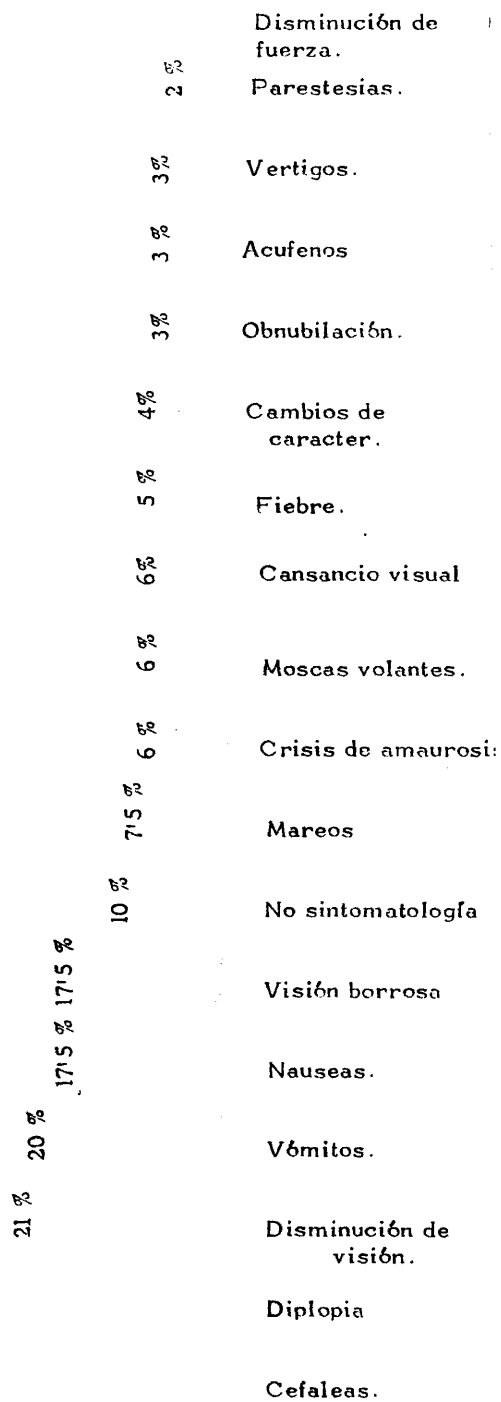 Disminución de
fuerza.
2 %
Parestesias.
3%
Vertigos.
3 %
Acufenos
3%
Obnubilación.
4%
Cambios de
caracter.
5 %
Fiebre.
6%
Cansancio visual
6 %
Moscas volantes.
6 %
Crisis de amaurosi
7'5 %
Mareos
10 %
No sintomatología
17'5 %
Visión borrosa
17'5 %
Nauseas.
20 %
Vómitos.
21 %
Disminución de
visión.
Diplopia
Cefaleas.